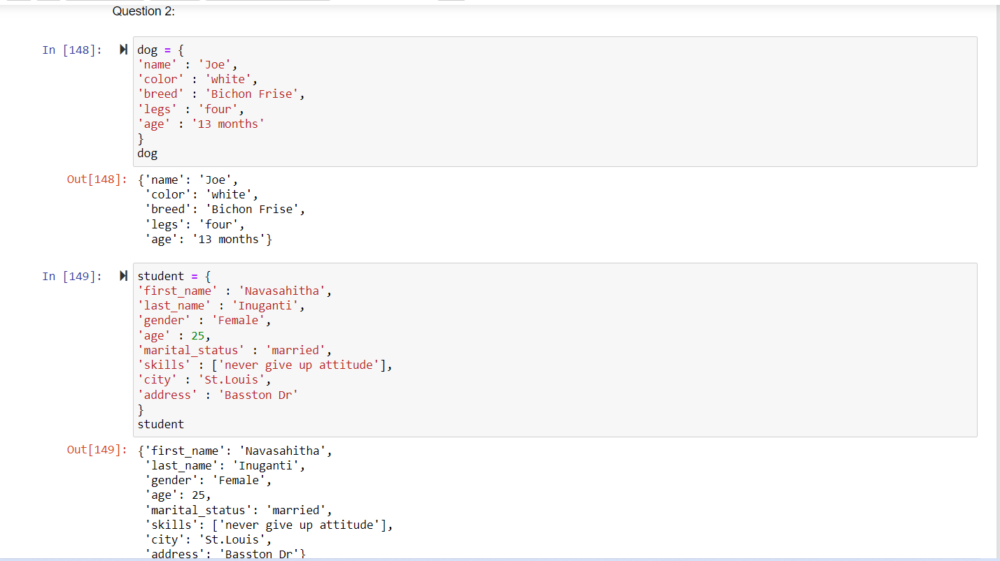 Question 2:
In [148]:
dog = {
'name' : 'Joe',
'color' : 'white',
'breed' : 'Bichon Frise',
'legs' : 'four',
'age' : '13 months'
}
dog
Out[148]:
{'name': 'Joe',
'color': 'white',
'breed': 'Bichon Frise',
'legs': 'four',
'age': '13 months'}
In [149]:
student = {
'first_name' : 'Navasahitha',
'last_name' : 'Inuganti',
'gender' : 'Female',
'age' : 25,
'marital_status' : 'married',
'skills' : ['never give up attitude'],
'city' : 'St.Louis',
'address' : 'Basston Dr'
}
student
Out[149]:
{'first_name': 'Navasahitha',
'last_name': 'Inuganti',
'gender': 'Female',
'age': 25,
'marital_status': 'married',
'skills': ['never give up attitude'],
'city': 'St.Louis',
'address': 'Basston Dr'}